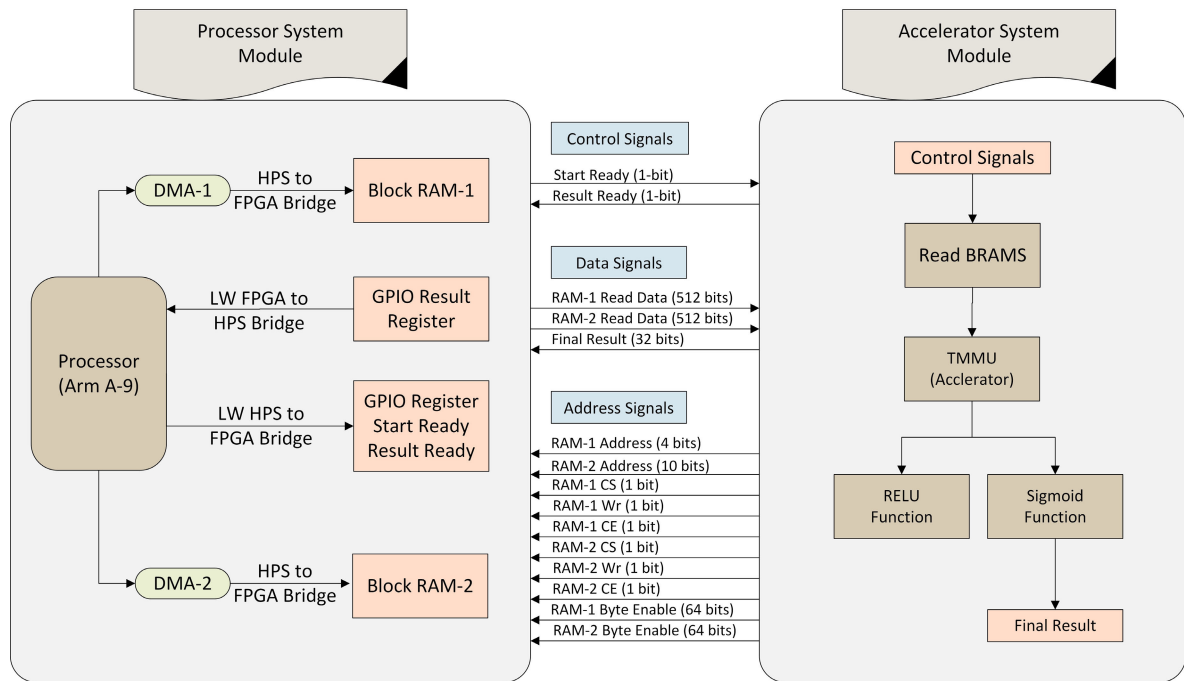 Processor System
Module
Accelerator System
Module
DMA-1
HPS to
FPGA Bridge
Block RAM-1
LW FPGA to
HPS Bridge
GPIO Result
Register
Processor
(Arm A-9)
LW HPS to
FPGA Bridge
GPIO Register
Start Ready
Result Ready
DMA-2
HPS to
FPGA Bridge
Block RAM-2
Control Signals
Start Ready (1-bit)
Result Ready (1-bit)
Data Signals
RAM-1 Read Data (512 bits)
RAM-2 Read Data (512 bits)
Final Result (32 bits)
Address Signals
RAM-1 Address (4 bits)
RAM-2 Address (10 bits)
RAM-1 CS (1 bit)
RAM-1 Wr (1 bit)
RAM-1 CE (1 bit)
RAM-2 CS (1 bit)
RAM-2 Wr (1 bit)
RAM-2 CE (1 bit)
RAM-1 Byte Enable (64 bits)
RAM-2 Byte Enable (64 bits)
Control Signals
Read BRAMS
TMMU
(Acclerator)
RELU
Function
Sigmoid
Function
Final Result